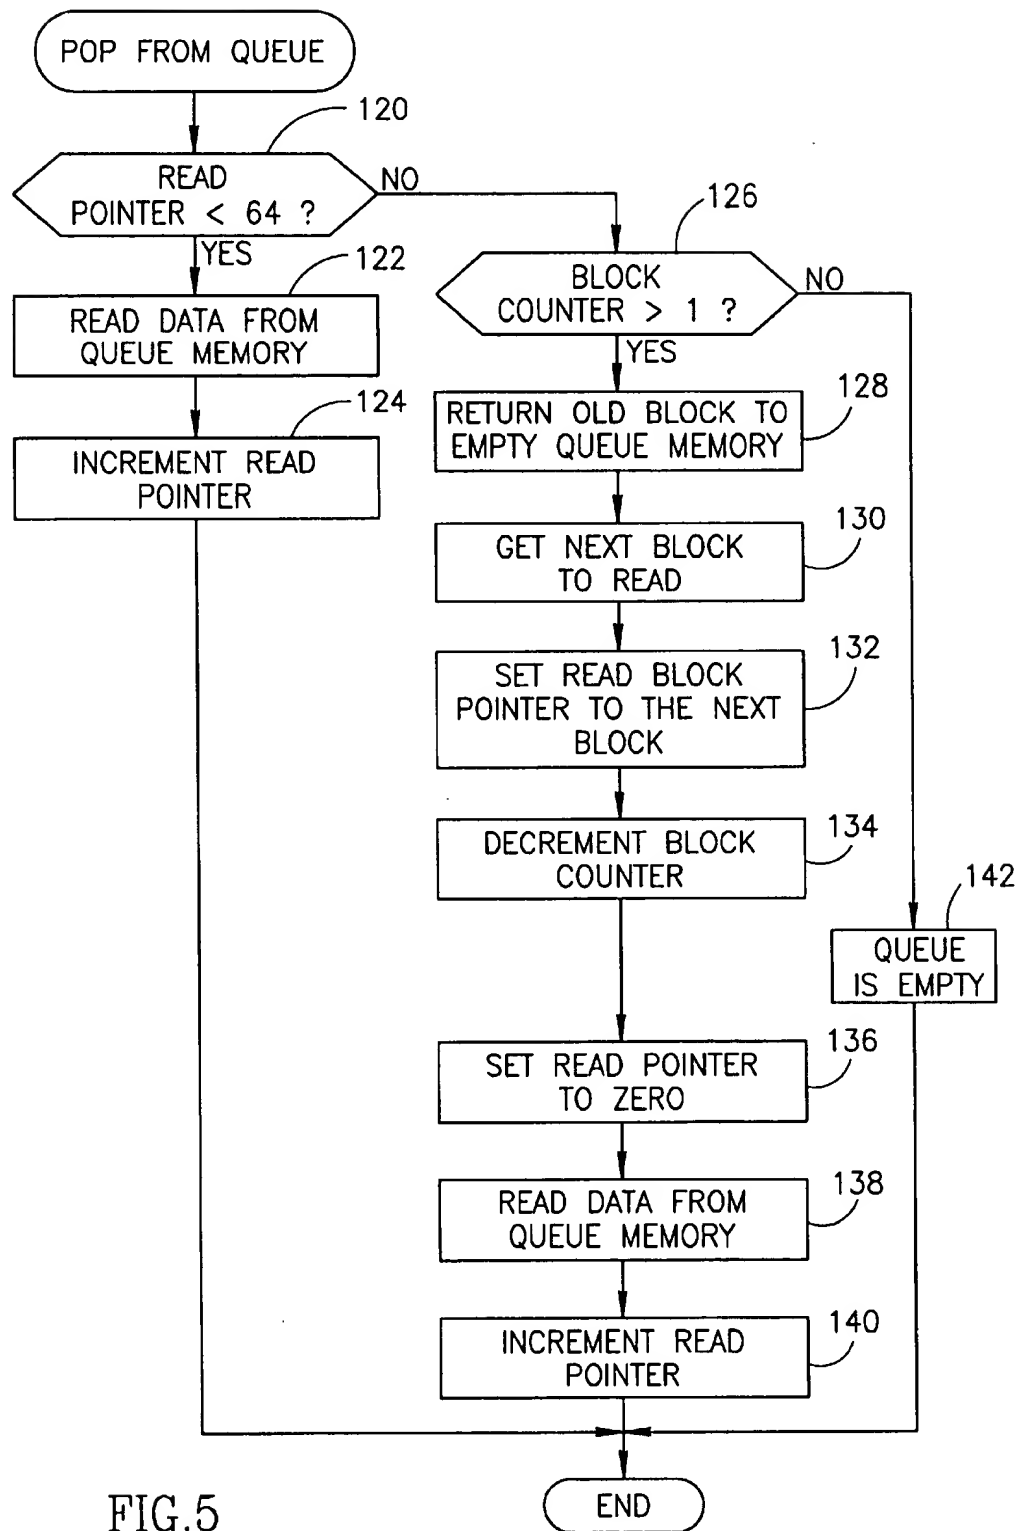 POP FROM QUEUE
120
READ
POINTER < 64 ?
NO
YES
122
READ DATA FROM
QUEUE MEMORY
124
INCREMENT READ
POINTER
126
BLOCK
COUNTER > 1 ?
NO
YES
128
RETURN OLD BLOCK TO
EMPTY QUEUE MEMORY
130
GET NEXT BLOCK
TO READ
132
SET READ BLOCK
POINTER TO THE NEXT
BLOCK
134
DECREMENT BLOCK
COUNTER
142
QUEUE
IS EMPTY
136
SET READ POINTER
TO ZERO
138
READ DATA FROM
QUEUE MEMORY
140
INCREMENT READ
POINTER
END
FIG.5